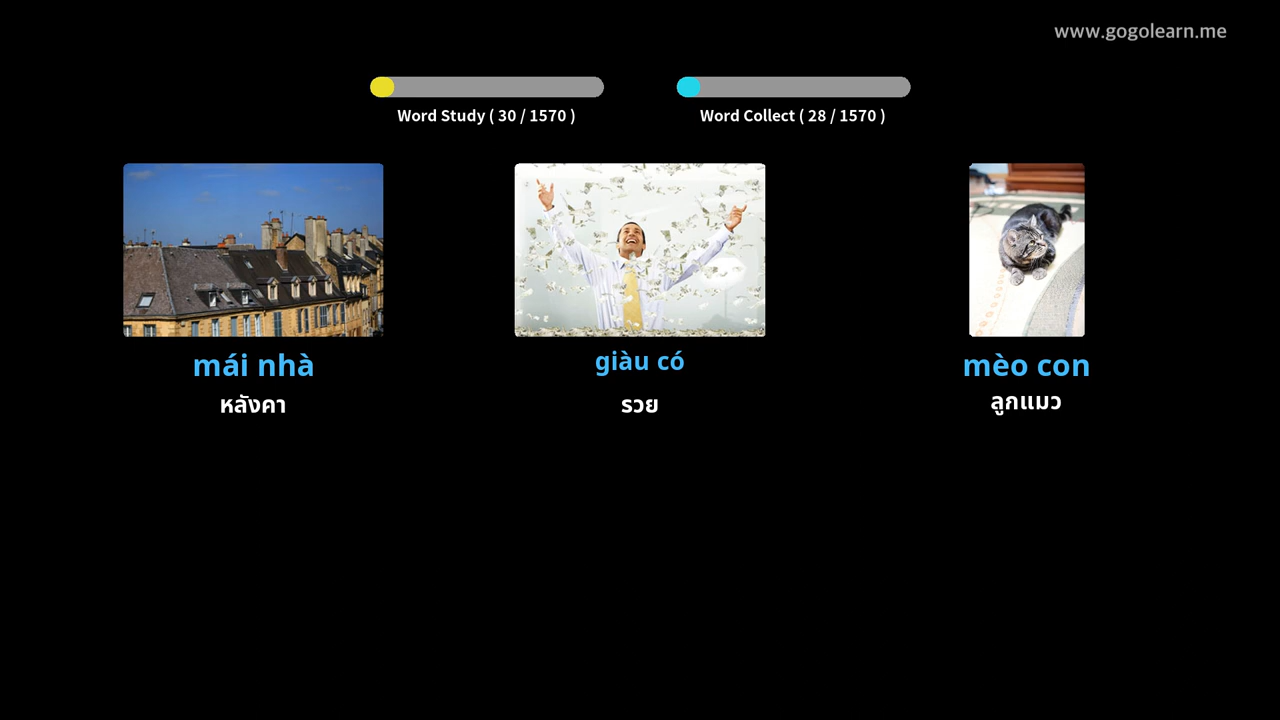 www.gogolearn.me
Word Study ( 30 / 1570 )
Word Collect ( 28 / 1570 )
mái nhà
หลังคา
giàu có
รวย
mèo con
ลูกแมว